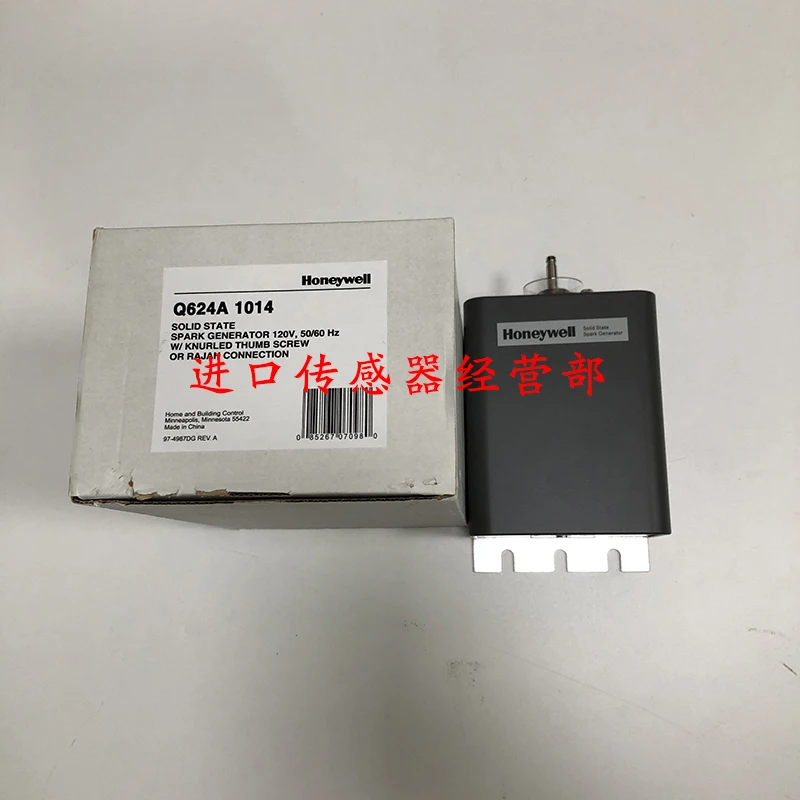 Honeywell
Q624A 1014
SOLID STATE
SPARK GENERATOR 120V, 50/60 Hz
W/ KNURLED THUMB SCREW
OR RAJAH CONNECTION
进口传感器经营部
Home and Building Control
Minneapolis, Minnesota 55422
Made in China
97-4987DG REV. A
0 85267 07098 0
Honeywell
Solid State
Spark Generator